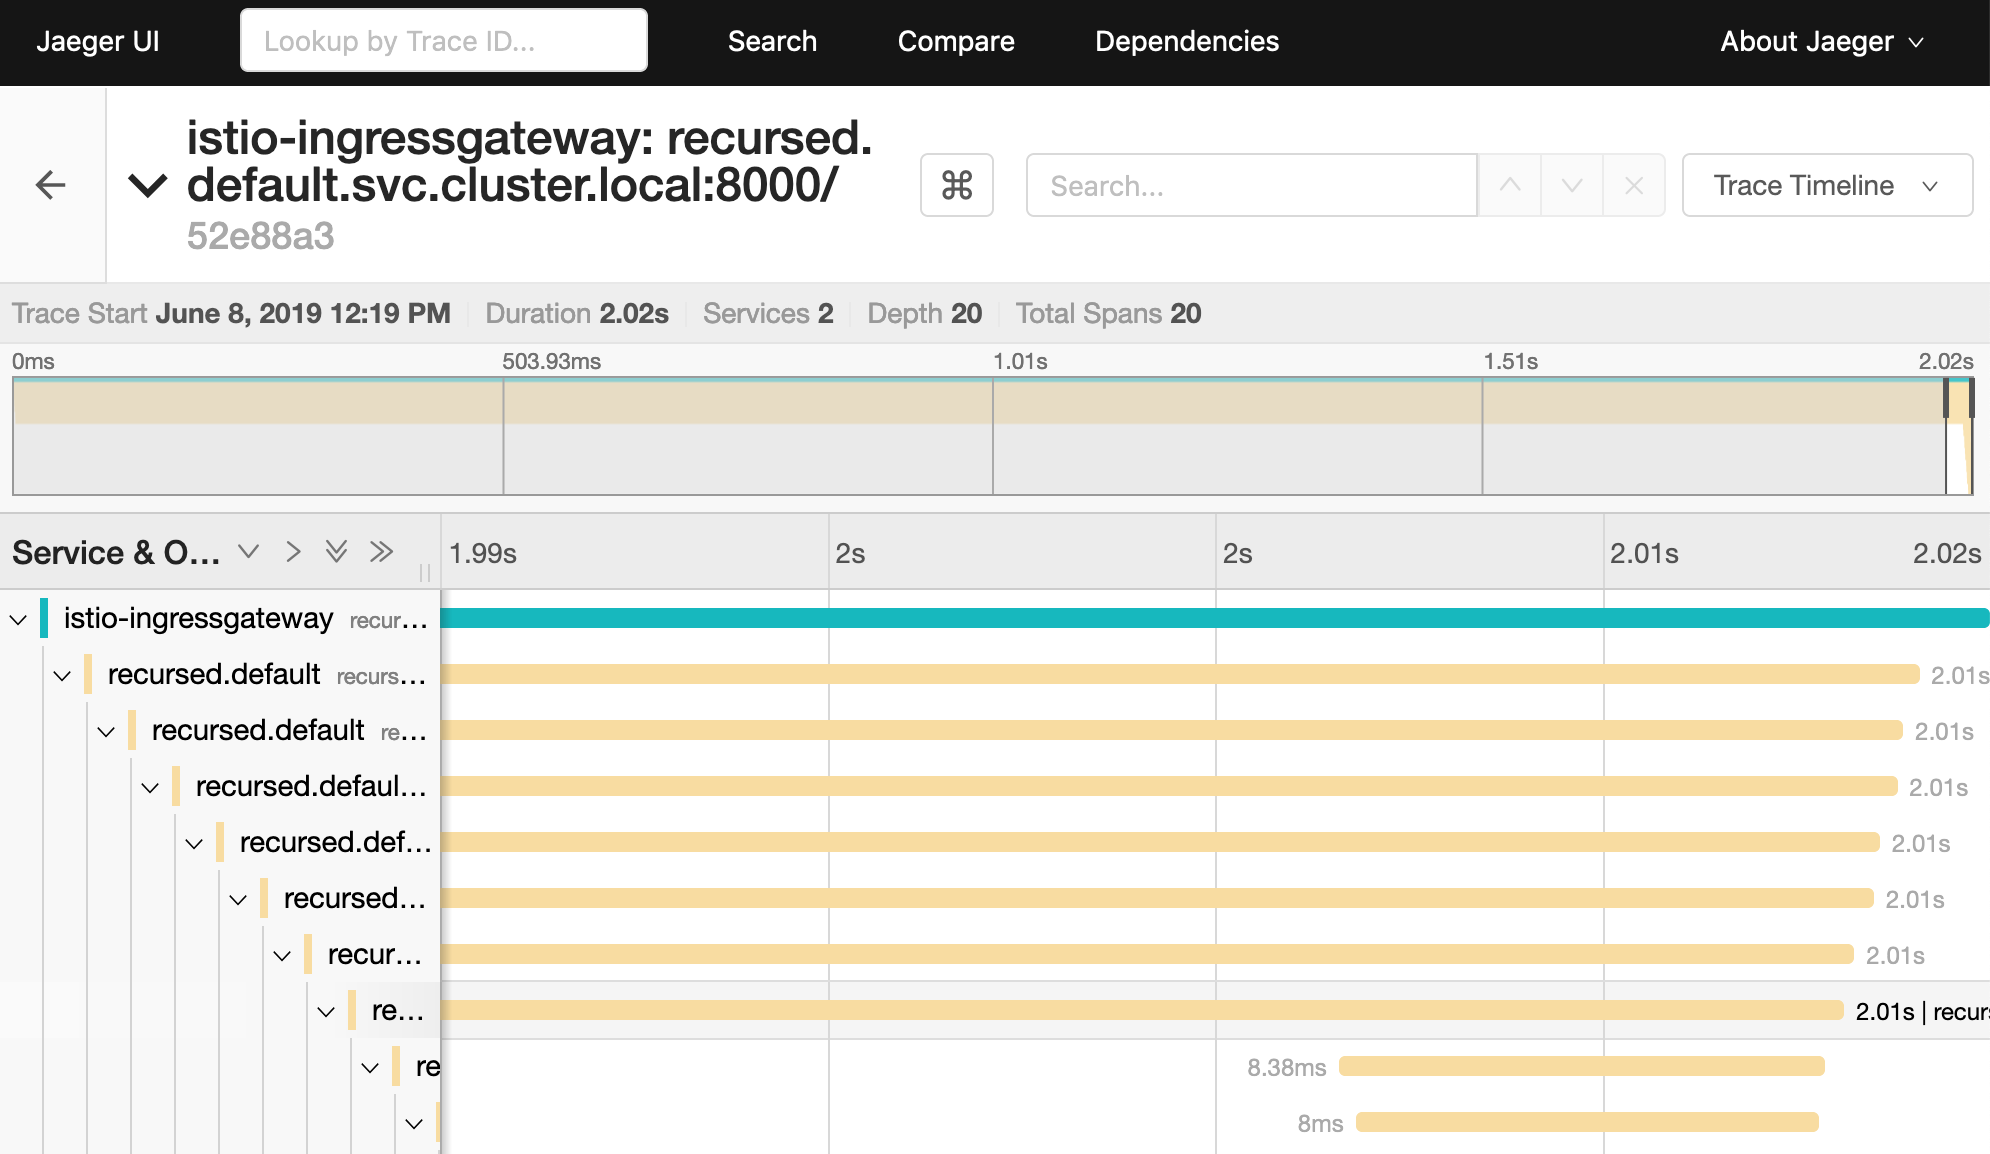 Jaeger UI
Lookup by Trace ID...
Search
Compare
Dependencies
About Jaeger
istio-ingressgateway: recursed.
default.svc.cluster.local:8000/
52e88a3
⌘
Search...
Trace Timeline
Trace Start June 8, 2019 12:19 PM
Duration 2.02s
Services 2
Depth 20
Total Spans 20
0ms 503.93ms 1.01s 1.51s 2.02s
Service & O... 1.99s 2s 2s 2.01s 2.02s
istio-ingressgateway recur...
recursed.default recurs... 2.01s
recursed.default re... 2.01s
recursed.defaul... 2.01s
recursed.def... 2.01s
recursed... 2.01s
recur... 2.01s
re... 2.01s | recurs
re 8.38ms
8ms